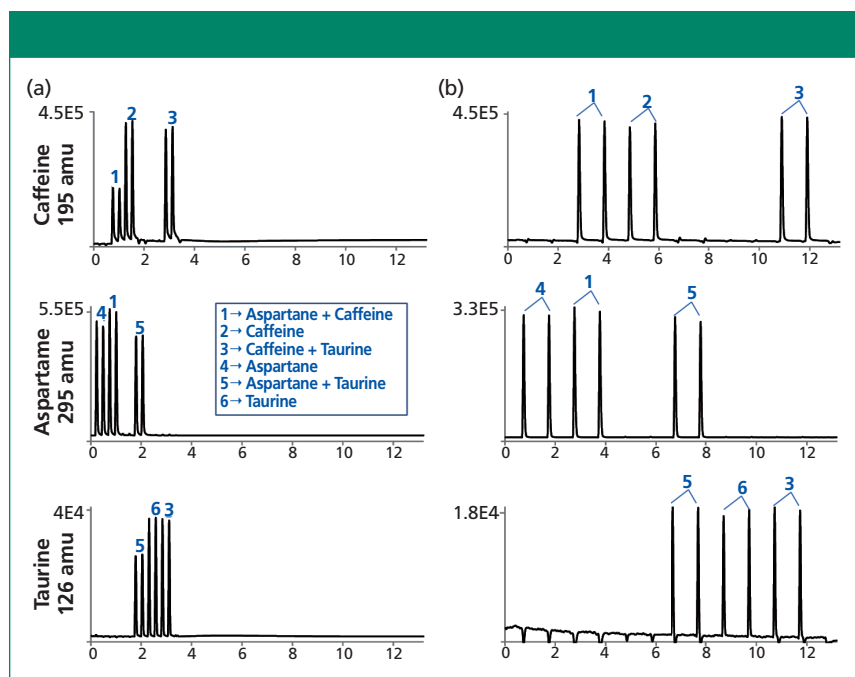 (a)
4.5E5
Caffeine
195 amu
1
2
3
0 2 4 6 8 10 12
5.5E5
Aspartame
295 amu
4
1
5
1→ Aspartane + Caffeine
2→ Caffeine
3→ Caffeine + Taurine
4→ Aspartane
5→ Aspartane + Taurine
6→ Taurine
0 2 4 6 8 10 12
4E4
Taurine
126 amu
5
6 3
0 2 4 6 8 10 12
(b)
4.5E5
1
2
3
0 2 4 6 8 10 12
3.3E5
4
1
5
0 2 4 6 8 10 12
1.8E4
5
6
3
0 2 4 6 8 10 12